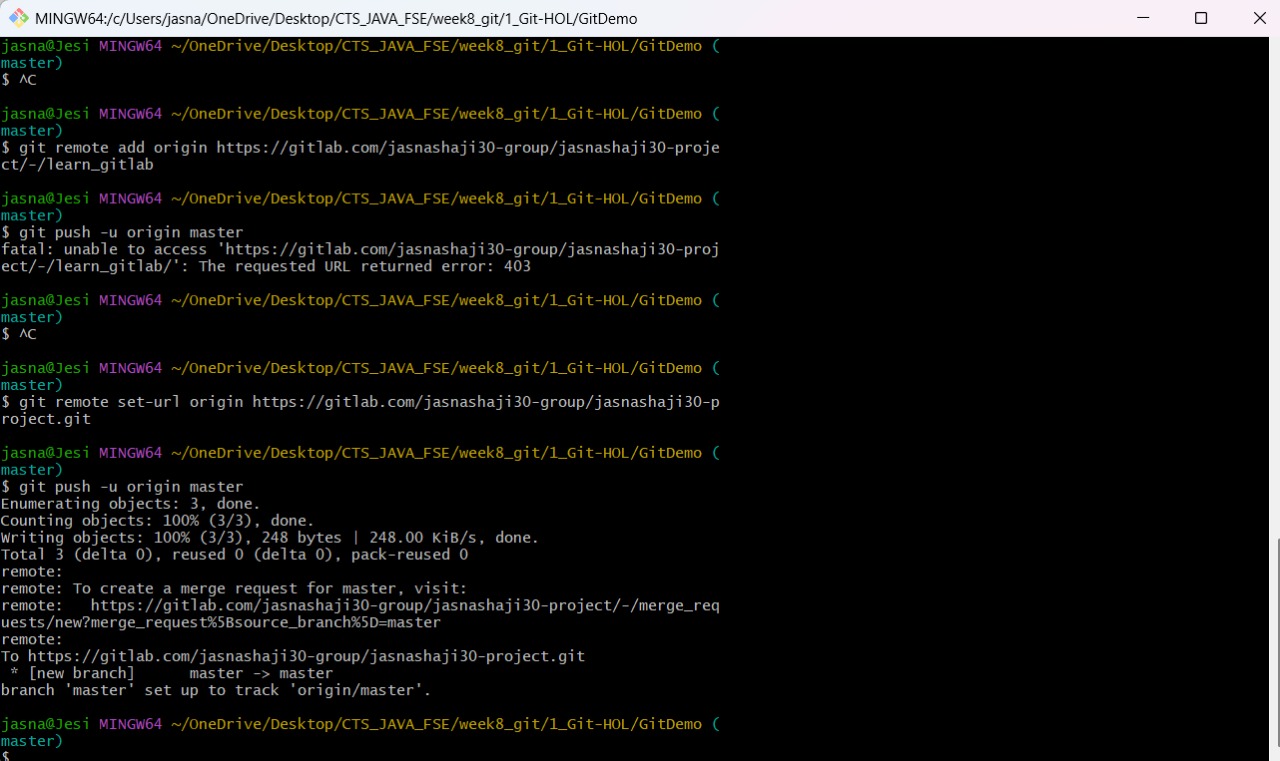 MINGW64:/c/Users/jasna/OneDrive/Desktop/CTS_JAVA_FSE/week8_git/1_Git-HOL/GitDemo
jasna@Jesi MINGW64 ~/OneDrive/Desktop/CTS_JAVA_FSE/week8_git/1_Git-HOL/GitDemo (
master)
$ ^C
jasna@Jesi MINGW64 ~/OneDrive/Desktop/CTS_JAVA_FSE/week8_git/1_Git-HOL/GitDemo (
master)
$ git remote add origin https://gitlab.com/jasnashaji30-group/jasnashaji30-proje
ct/-/learn_gitlab
jasna@Jesi MINGW64 ~/OneDrive/Desktop/CTS_JAVA_FSE/week8_git/1_Git-HOL/GitDemo (
master)
$ git push -u origin master
fatal: unable to access 'https://gitlab.com/jasnashaji30-group/jasnashaji30-proj
ect/-/learn_gitlab/': The requested URL returned error: 403
jasna@Jesi MINGW64 ~/OneDrive/Desktop/CTS_JAVA_FSE/week8_git/1_Git-HOL/GitDemo (
master)
$ ^C
jasna@Jesi MINGW64 ~/OneDrive/Desktop/CTS_JAVA_FSE/week8_git/1_Git-HOL/GitDemo (
master)
$ git remote set-url origin https://gitlab.com/jasnashaji30-group/jasnashaji30-p
roject.git
jasna@Jesi MINGW64 ~/OneDrive/Desktop/CTS_JAVA_FSE/week8_git/1_Git-HOL/GitDemo (
master)
$ git push -u origin master
Enumerating objects: 3, done.
Counting objects: 100% (3/3), done.
Writing objects: 100% (3/3), 248 bytes | 248.00 KiB/s, done.
Total 3 (delta 0), reused 0 (delta 0), pack-reused 0
remote:
remote: To create a merge request for master, visit:
remote:   https://gitlab.com/jasnashaji30-group/jasnashaji30-project/-/merge_req
uests/new?merge_request%5Bsource_branch%5D=master
remote:
To https://gitlab.com/jasnashaji30-group/jasnashaji30-project.git
 * [new branch]      master -> master
branch 'master' set up to track 'origin/master'.
jasna@Jesi MINGW64 ~/OneDrive/Desktop/CTS_JAVA_FSE/week8_git/1_Git-HOL/GitDemo (
master)
$